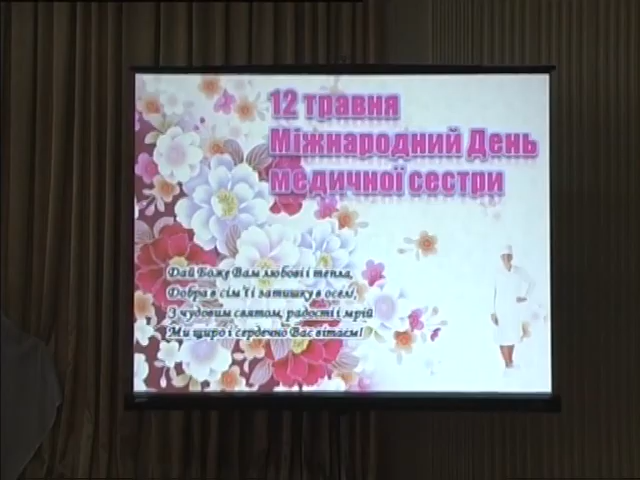 12 травня
Міжнародний День
медичної сестри
Дай Боже Вам любові і тепла,
Добра в сім'ї і затишку в оселі,
З чудовим святом, радості і мрій
Ми щиро і сердечно Вас вітаєм!